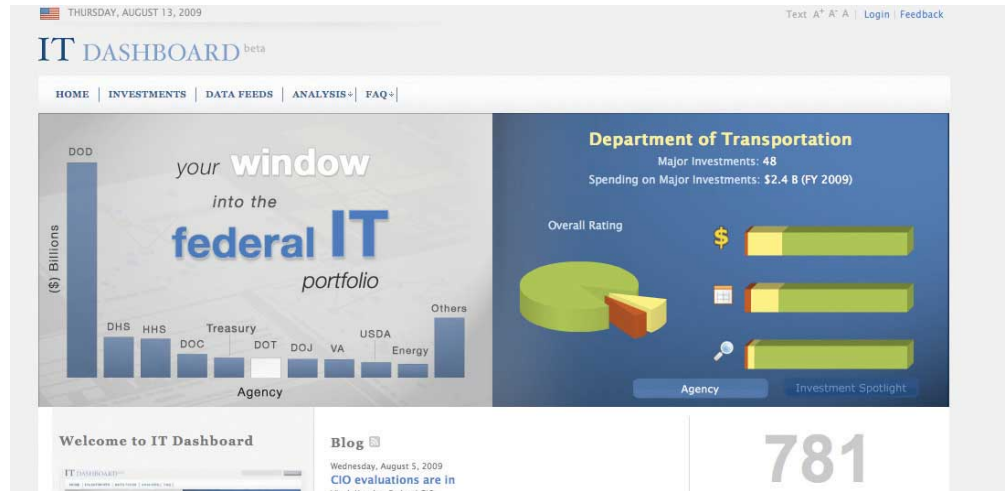 THURSDAY, AUGUST 13, 2009
Text A+ A- A | Login | Feedback
IT DASHBOARD beta
HOME | INVESTMENTS | DATA FEEDS | ANALYSIS | FAQ |
DOD
your window
into the
federal IT
portfolio
($) Billions
DHS
HHS
DOC
Treasury
DOT
DOJ
VA
USDA
Energy
Others
Agency
Department of Transportation
Major Investments: 48
Spending on Major Investments: $2.4 B (FY 2009)
Overall Rating
$
Agency
Investment Spotlight
Welcome to IT Dashboard
IT DASHBOARD
Blog
Wednesday, August 5, 2009
CIO evaluations are in
781